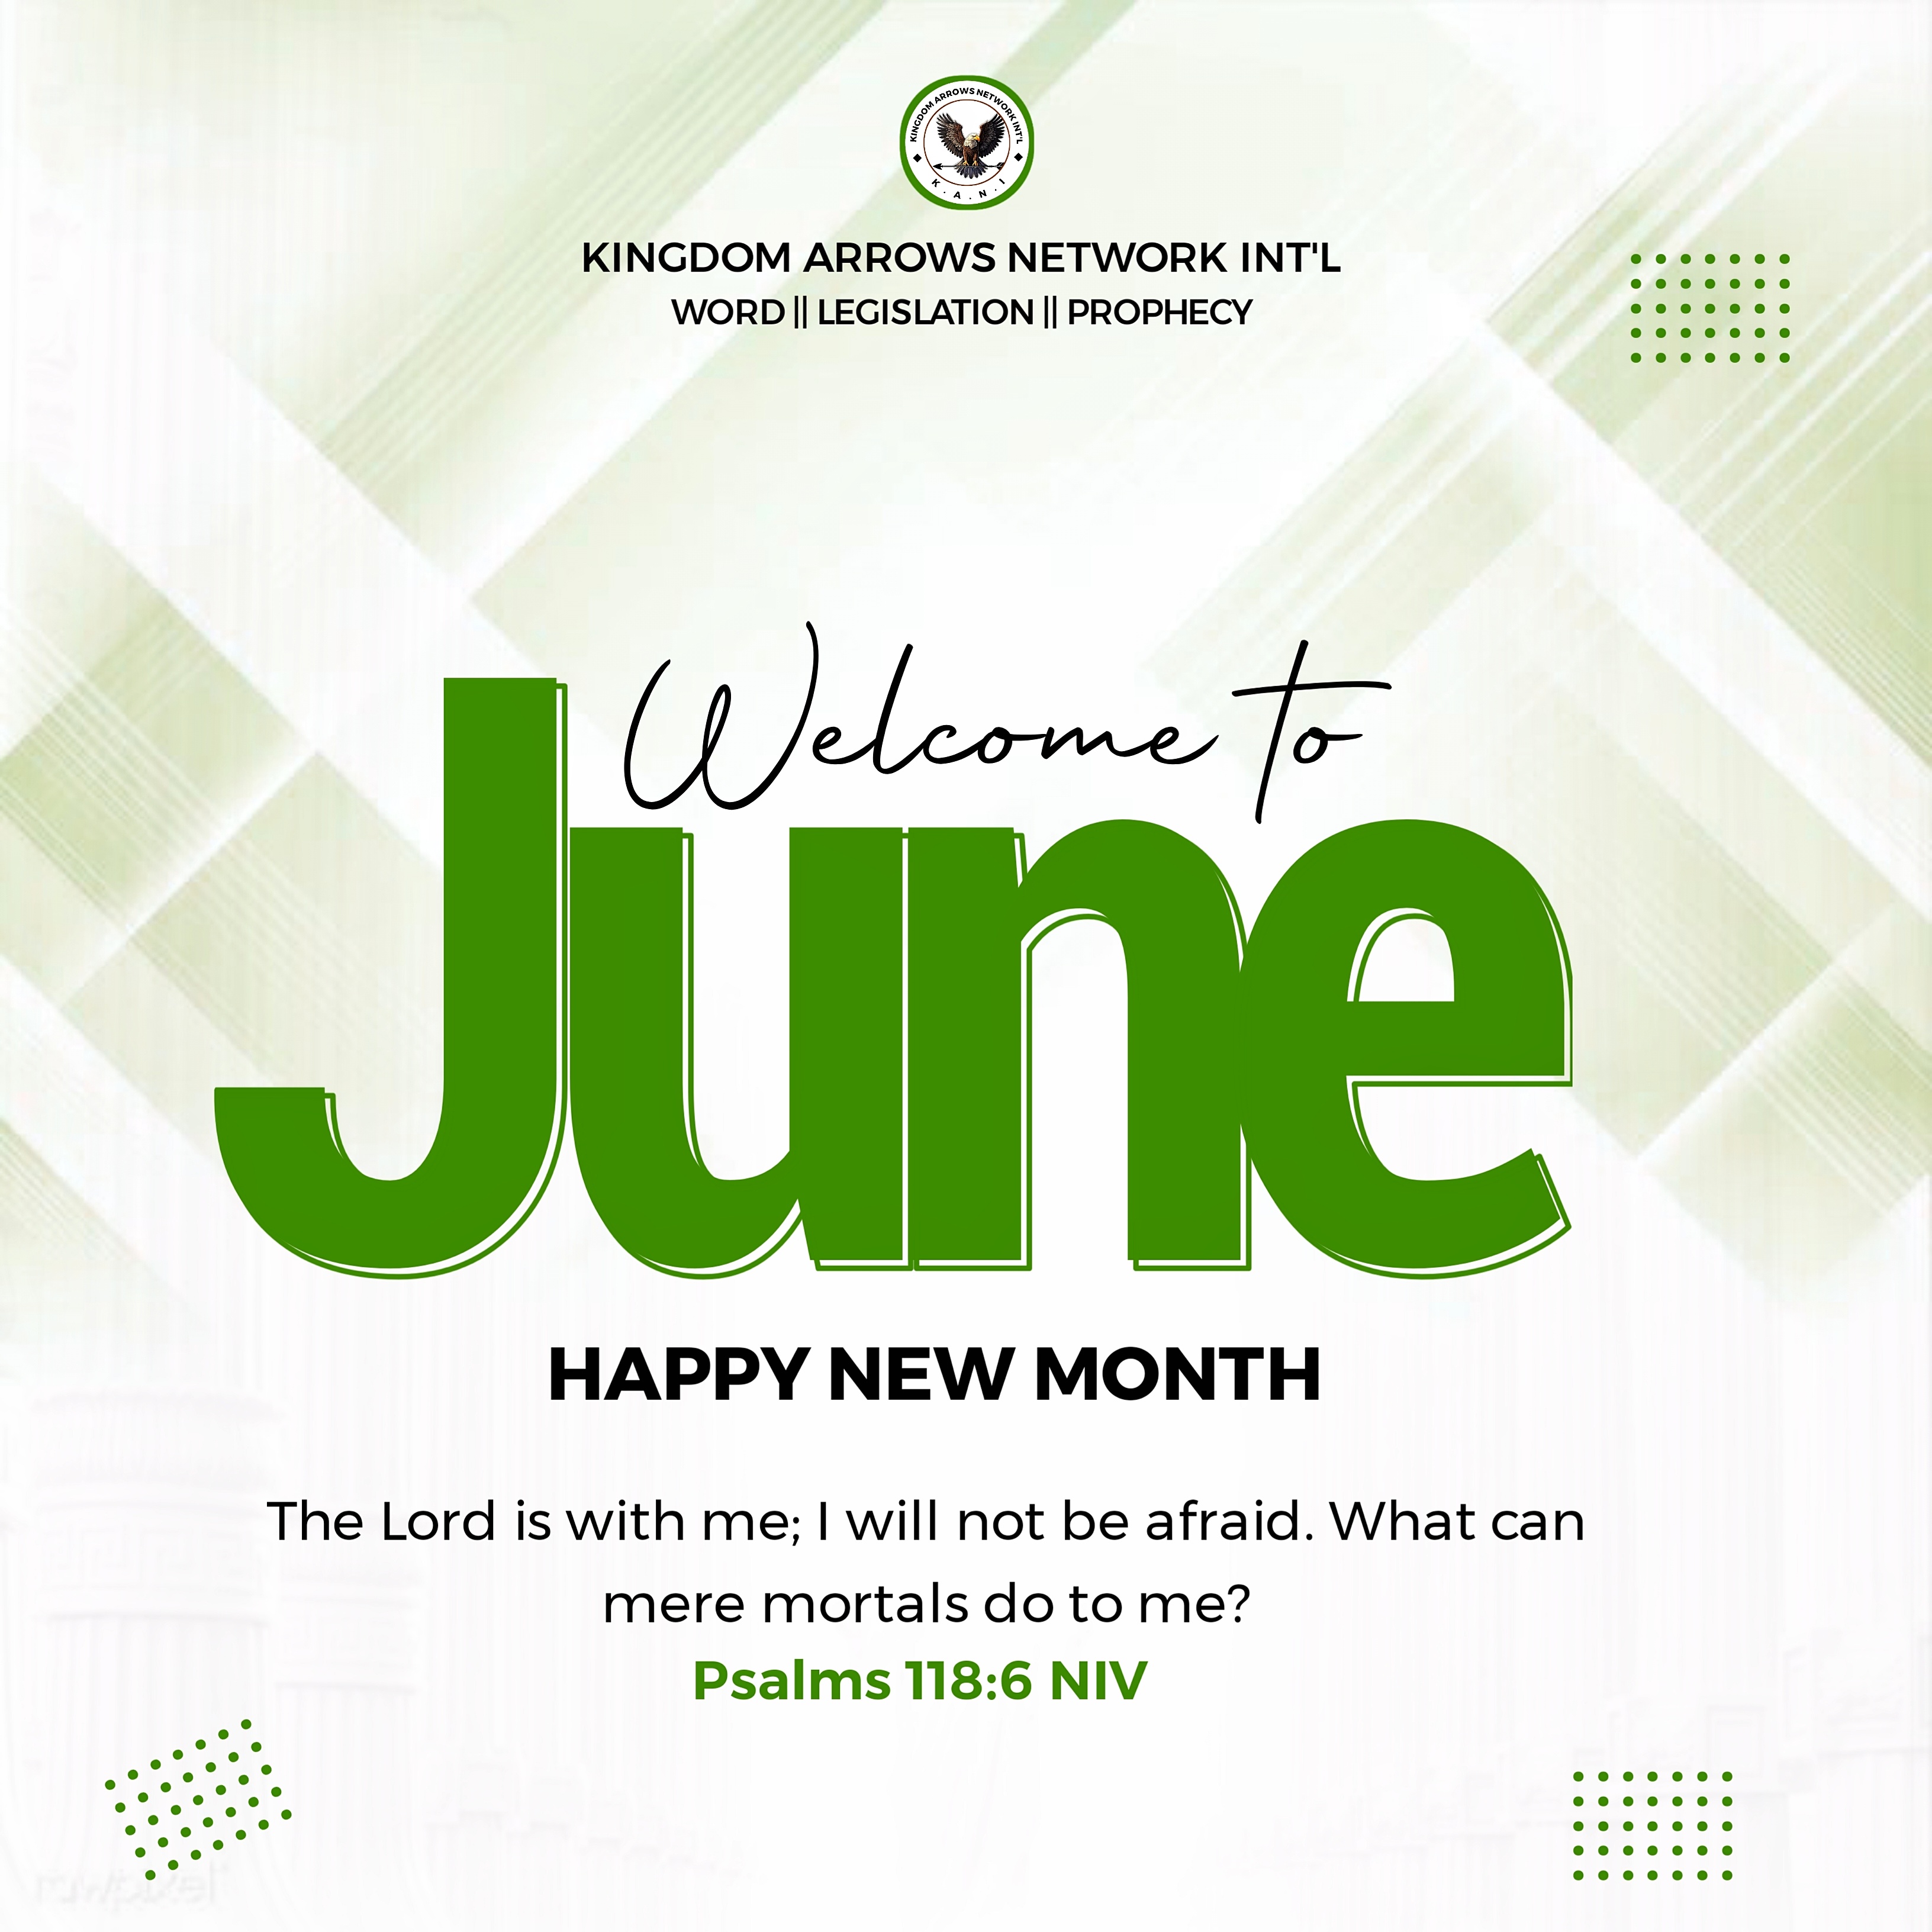 KINGDOM ARROWS NETWORK INT'L
K . A . N . I
KINGDOM ARROWS NETWORK INT'L
WORD || LEGISLATION || PROPHECY
Welcome to
June
HAPPY NEW MONTH
The Lord is with me; I will not be afraid. What can
mere mortals do to me?
Psalms 118:6 NIV
rawpixel